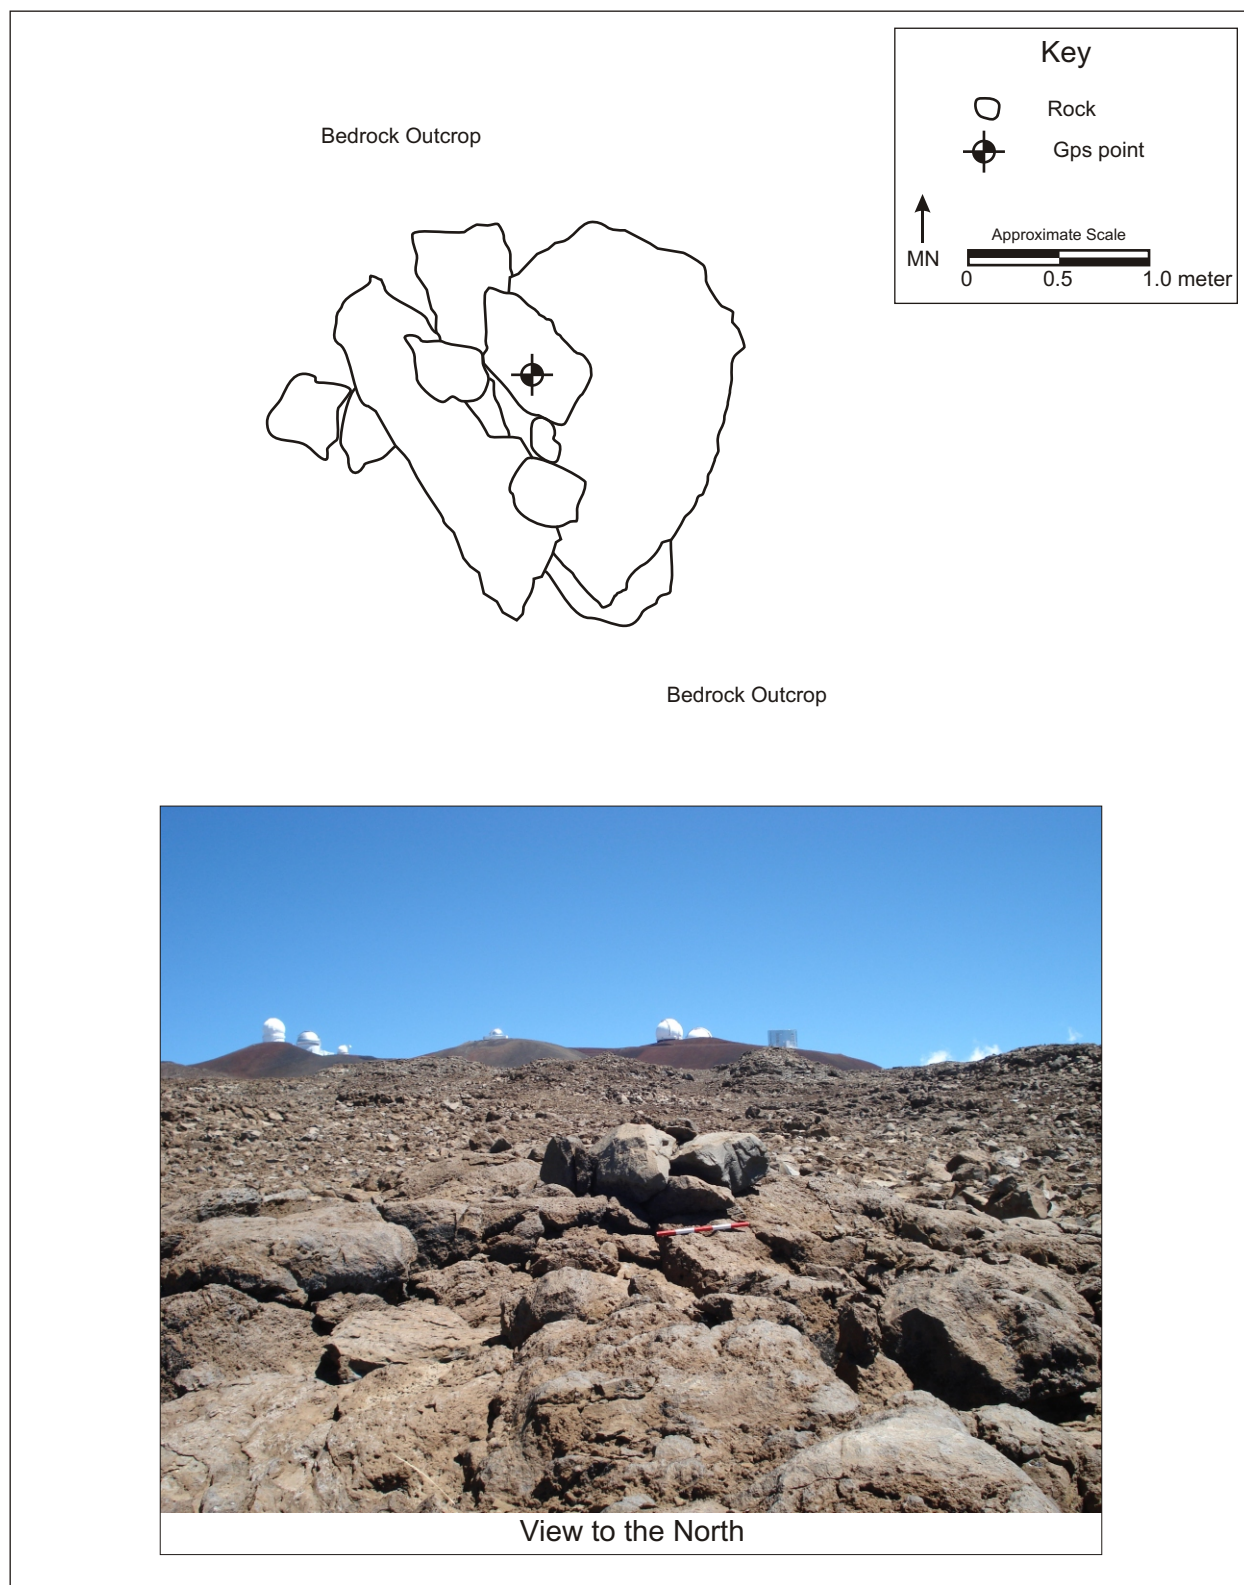 Key
Rock
Gps point
Approximate Scale
MN
0 0.5 1.0 meter
Bedrock Outcrop
Bedrock Outcrop
View to the North